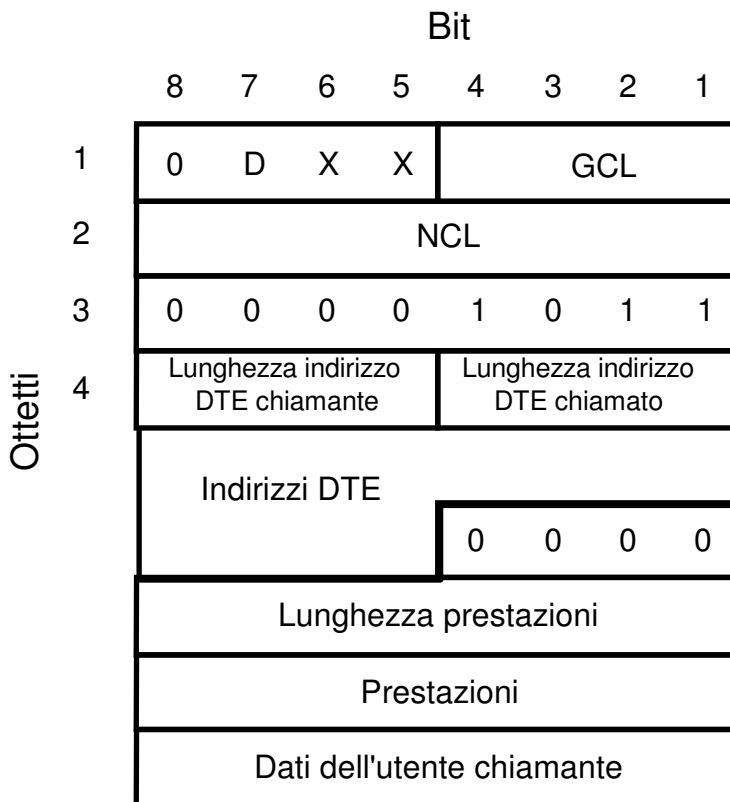 Bit
8 7 6 5 4 3 2 1
1 0 D X X GCL
2 NCL
3 0 0 0 0 1 0 1 1
Ottetti
4 Lunghezza indirizzo DTE chiamante Lunghezza indirizzo DTE chiamato
Indirizzi DTE
0 0 0 0
Lunghezza prestazioni
Prestazioni
Dati dell'utente chiamante